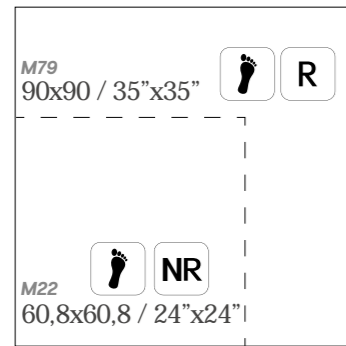 M79
90x90 / 35”x35” R
NR
M22
60,8x60,8 / 24”x24”